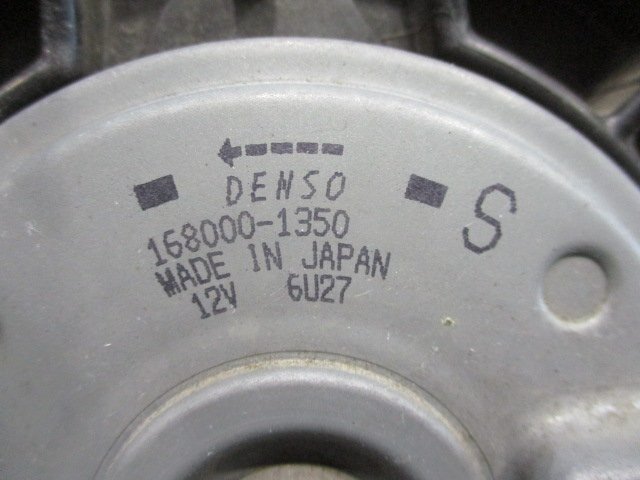 DENSO
S
168000-1350
MADE IN JAPAN
12V 6U27